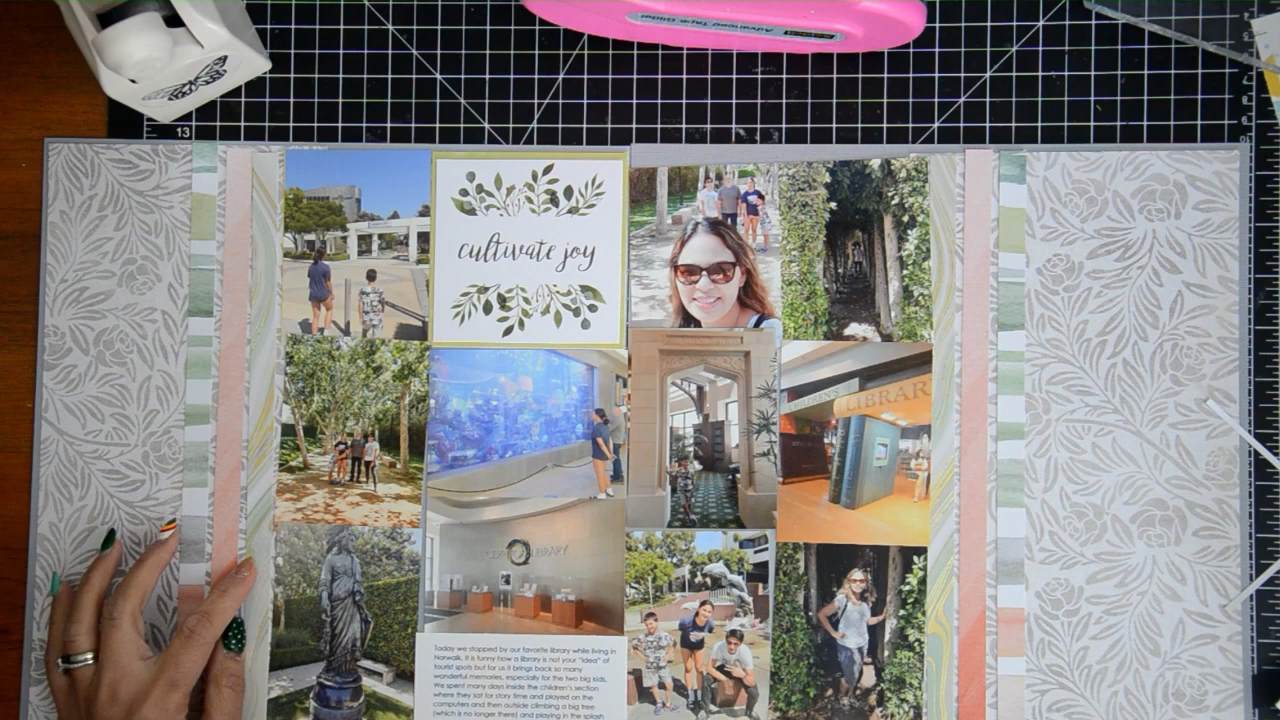 Advanced Tape Glider
13
cultivate joy
CHILDREN'S
LIBRARY
LIBRARY
Today we stopped by our favorite library while living in
Norwalk. It is funny how a library is not your "idea" of
tourist spots but for us it brings back so many
wonderful memories, especially for the two big kids.
We spent many days inside the children's section
where they sat for story time and played on the
computers and then outside climbing a big tree
(which is no longer there) and playing in the splash